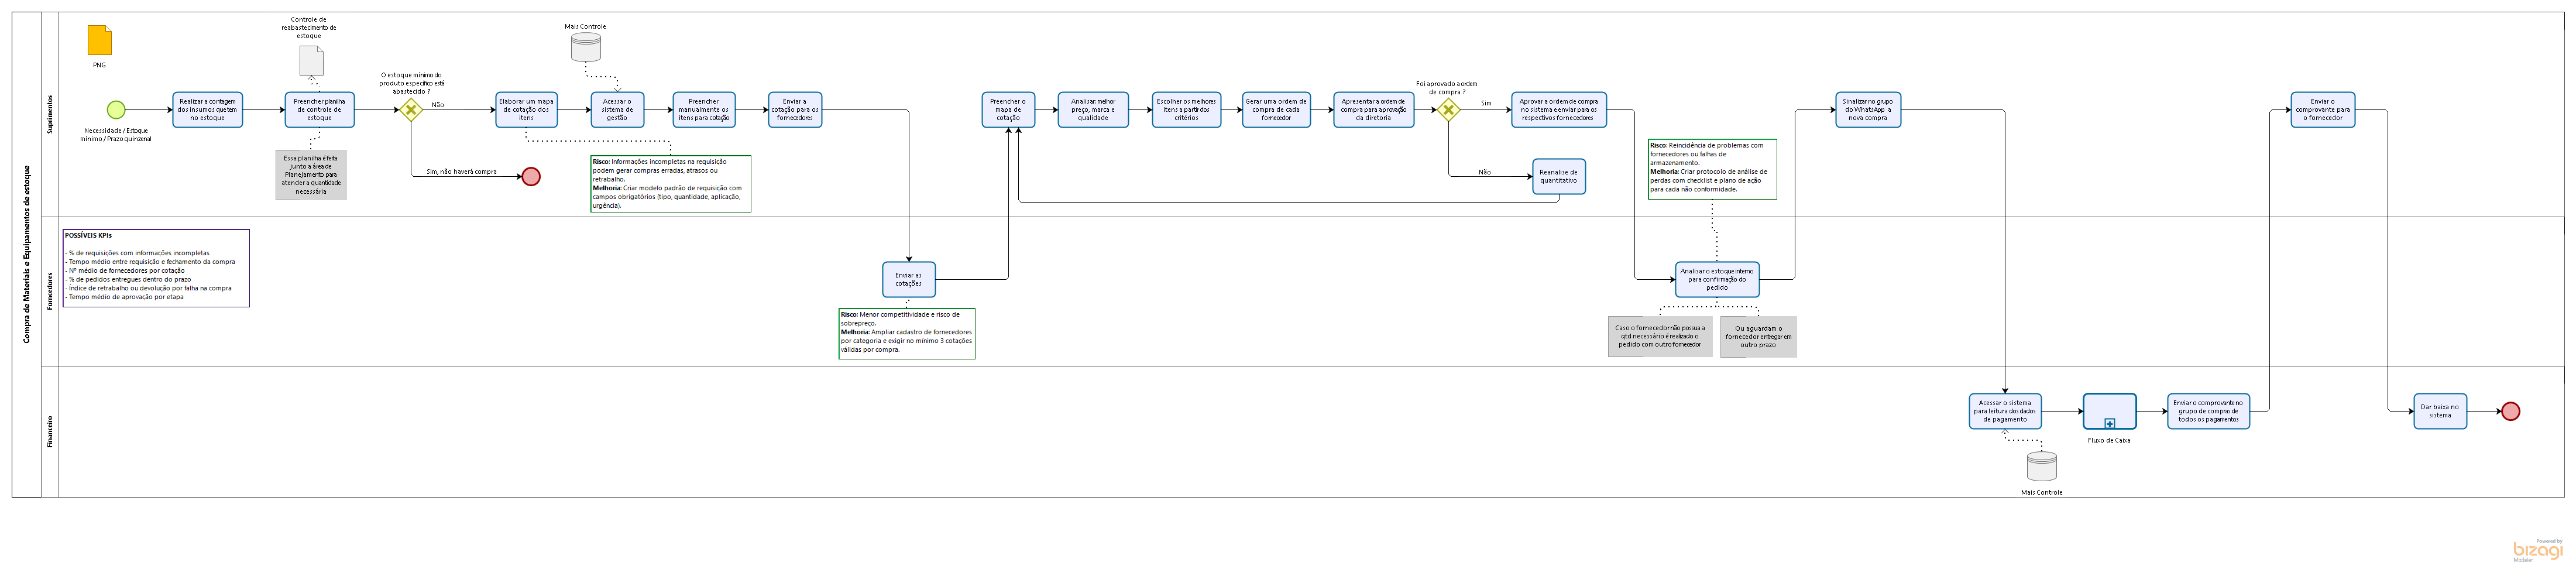 Compra de Materiais e Equipamentos de estoque
Suprimentos
PNG
Necessidade / Estoque
mínimo / Prazo quinzenal
Realizar a contagem
dos insumos que tem
no estoque
Controle de
reabastecimento de
estoque
Preencher planilha
de controle de
estoque
Essa planilha é feita
junto a área de
Planejamento para
atender a quantidade
necessária
O estoque mínimo do
produto específico está
abastecido ?
Não
Sim, não haverá compra
Elaborar um mapa
de cotação dos
itens
Mais Controle
Acessar o
sistema de
gestão
Preencher
manualmente os
itens para cotação
Enviar a
cotação para os
fornecedores
Risco: Informações incompletas na requisição
podem gerar compras erradas, atrasos ou
retrabalho.
Melhoria: Criar modelo padrão de requisição com
campos obrigatórios (tipo, quantidade, aplicação,
urgência).
Preencher o
mapa de
cotação
Analisar melhor
preço, marca e
qualidade
Escolher os melhores
itens a partir dos
critérios
Gerar uma ordem de
compra de cada
fornecedor
Apresentar a ordem de
compra para aprovação
da diretoria
Foi aprovado a ordem
de compra ?
Sim
Não
Aprovar a ordem de compra
no sistema e enviar para os
respectivos fornecedores
Reanalise de
quantitativo
Risco: Reincidência de problemas com
fornecedores ou falhas de
armazenamento.
Melhoria: Criar protocolo de análise de
perdas com checklist e plano de ação
para cada não conformidade.
Sinalizar no grupo
do WhatsApp a
nova compra
Enviar o
comprovante para
o fornecedor
Forncedores
POSSÍVEIS KPIs
- % de requisições com informações incompletas
- Tempo médio entre requisição e fechamento da compra
- Nº médio de fornecedores por cotação
- % de pedidos entregues dentro do prazo
- Índice de retrabalho ou devolução por falha na compra
- Tempo médio de aprovação por etapa
Enviar as
cotações
Risco: Menor competitividade e risco de
sobrepreço.
Melhoria: Ampliar cadastro de fornecedores
por categoria e exigir no mínimo 3 cotações
válidas por compra.
Analisar o estoque interno
para confirmação do
pedido
Caso o fornecedor não possua a
qtd necessário é realizado o
pedido com outro fornecedor
Ou aguardam o
fornecedor entregar em
outro prazo
Financeiro
Acessar o sistema
para leitura dos dados
de pagamento
Mais Controle
Fluxo de Caixa
Enviar o comprovante no
grupo de compras de
todos os pagamentos
Dar baixa no
sistema
Powered by
bizagi
Modeler